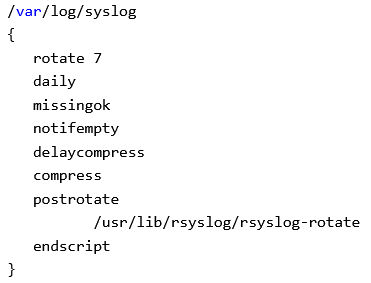 /var/log/syslog
{
   rotate 7
   daily
   missingok
   notifempty
   delaycompress
   compress
   postrotate
          /usr/lib/rsyslog/rsyslog-rotate
   endscript
}